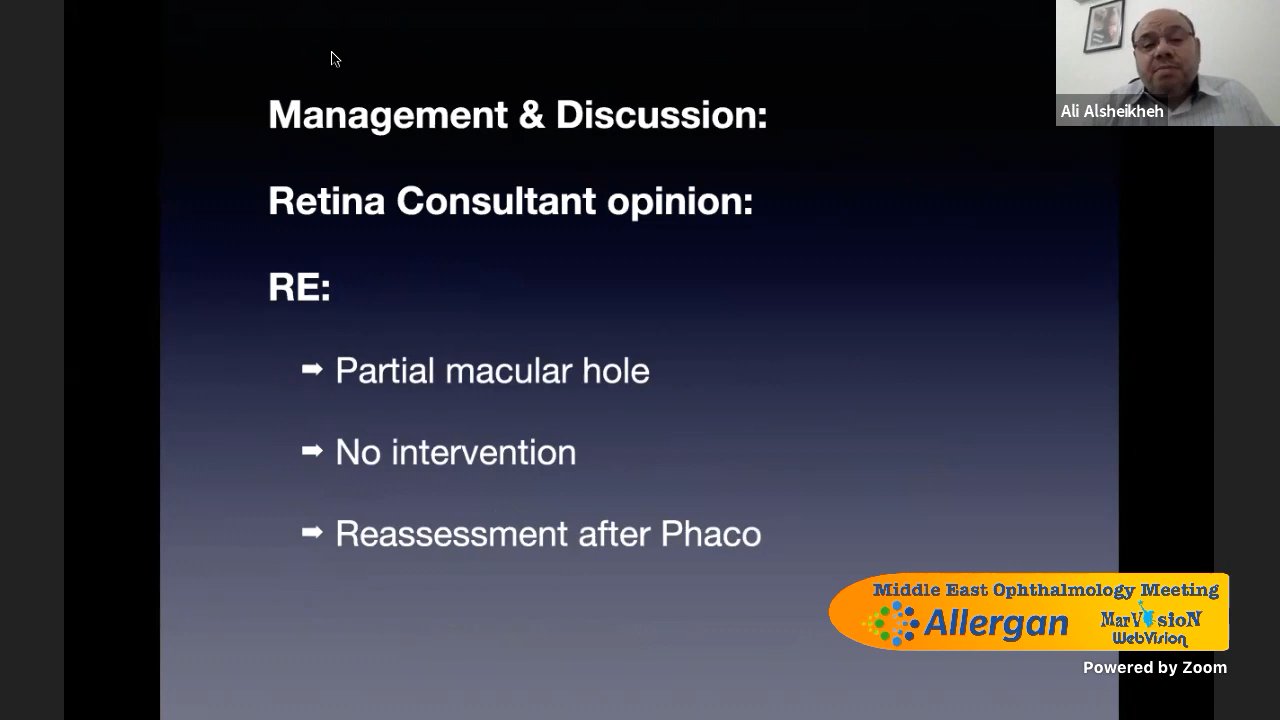 Management & Discussion:
Retina Consultant opinion:
RE:
➡ Partial macular hole
➡ No intervention
➡ Reassessment after Phaco
Ali Alsheikheh
Middle East Ophthalmology Meeting
Allergan
MarVisioN
WebVision
Powered by Zoom